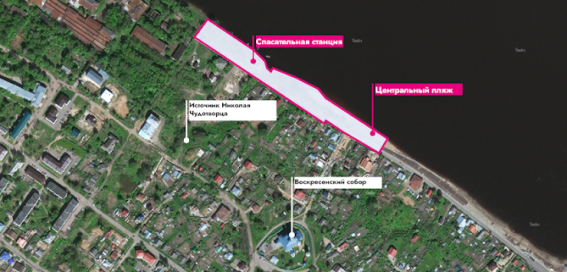 Спасательная станция
Центральный пляж
Источник Николая
Чудотворца
Воскресенский собор